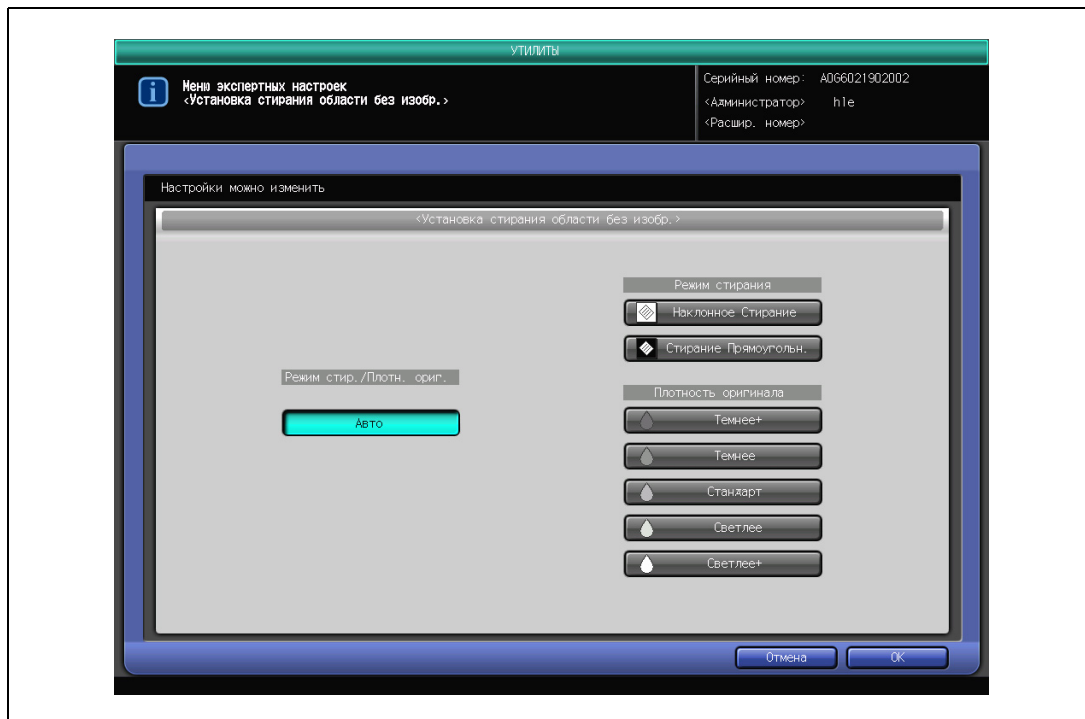 УТИЛИТЫ
Меню экспертных настроек
<Установка стирания области без изобр.>
Серийный номер: A0G6021902002
<Администратор> hle
<Расшир. номер>
Настройки можно изменить
<Установка стирания области без изобр.>
Режим стирания
Наклонное Стирание
Стирание Прямоугольн.
Режим стир./Плотн. ориг.
Авто
Плотность оригинала
Темнее+
Темнее
Стандарт
Светлее
Светлее+
Отмена
OK